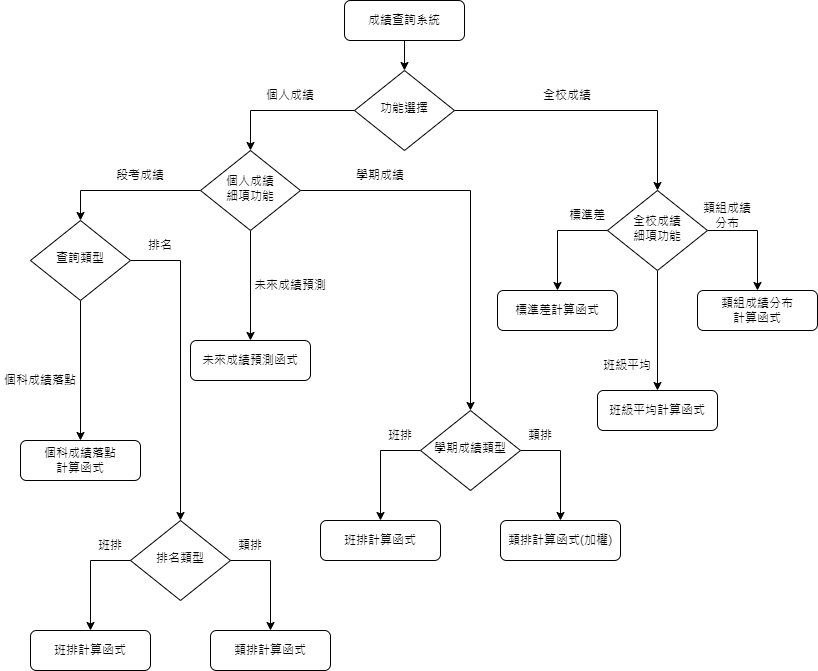 成績查詢系統
功能選擇
個人成績
全校成績
個人成績
細項功能
段考成績
學期成績
全校成績
細項功能
標準差
類組成績
分布
查詢類型
排名
未來成績預測
標準差計算函式
類組成績分布
計算函式
未來成績預測函式
班級平均
個科成績落點
班級平均計算函式
學期成績類型
班排
類排
個科成績落點
計算函式
班排計算函式
類排計算函式(加權)
排名類型
班排
類排
班排計算函式
類排計算函式